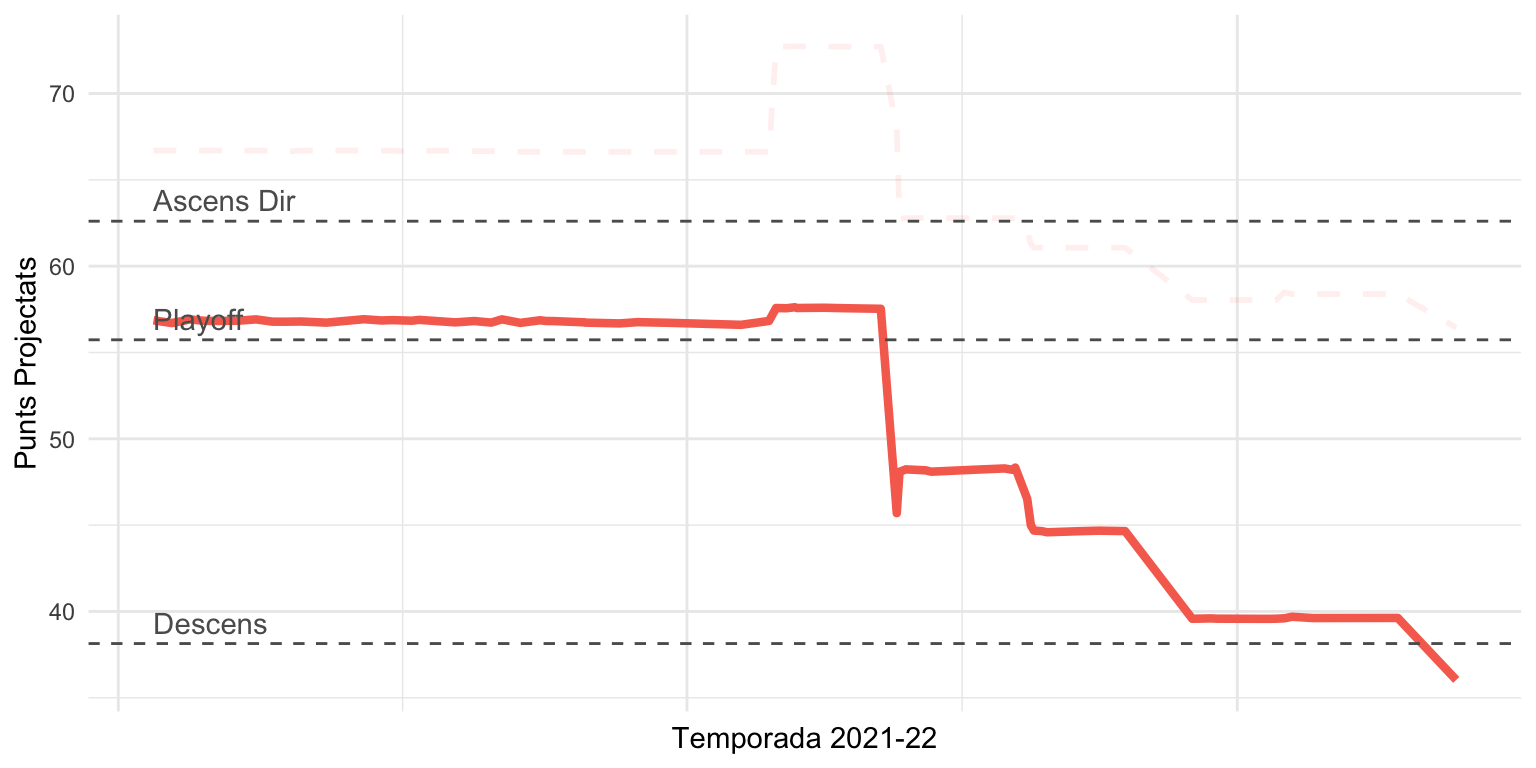 70
60
50
40
Punts Projectats
Ascens Dir
Playoff
Descens
Temporada 2021-22